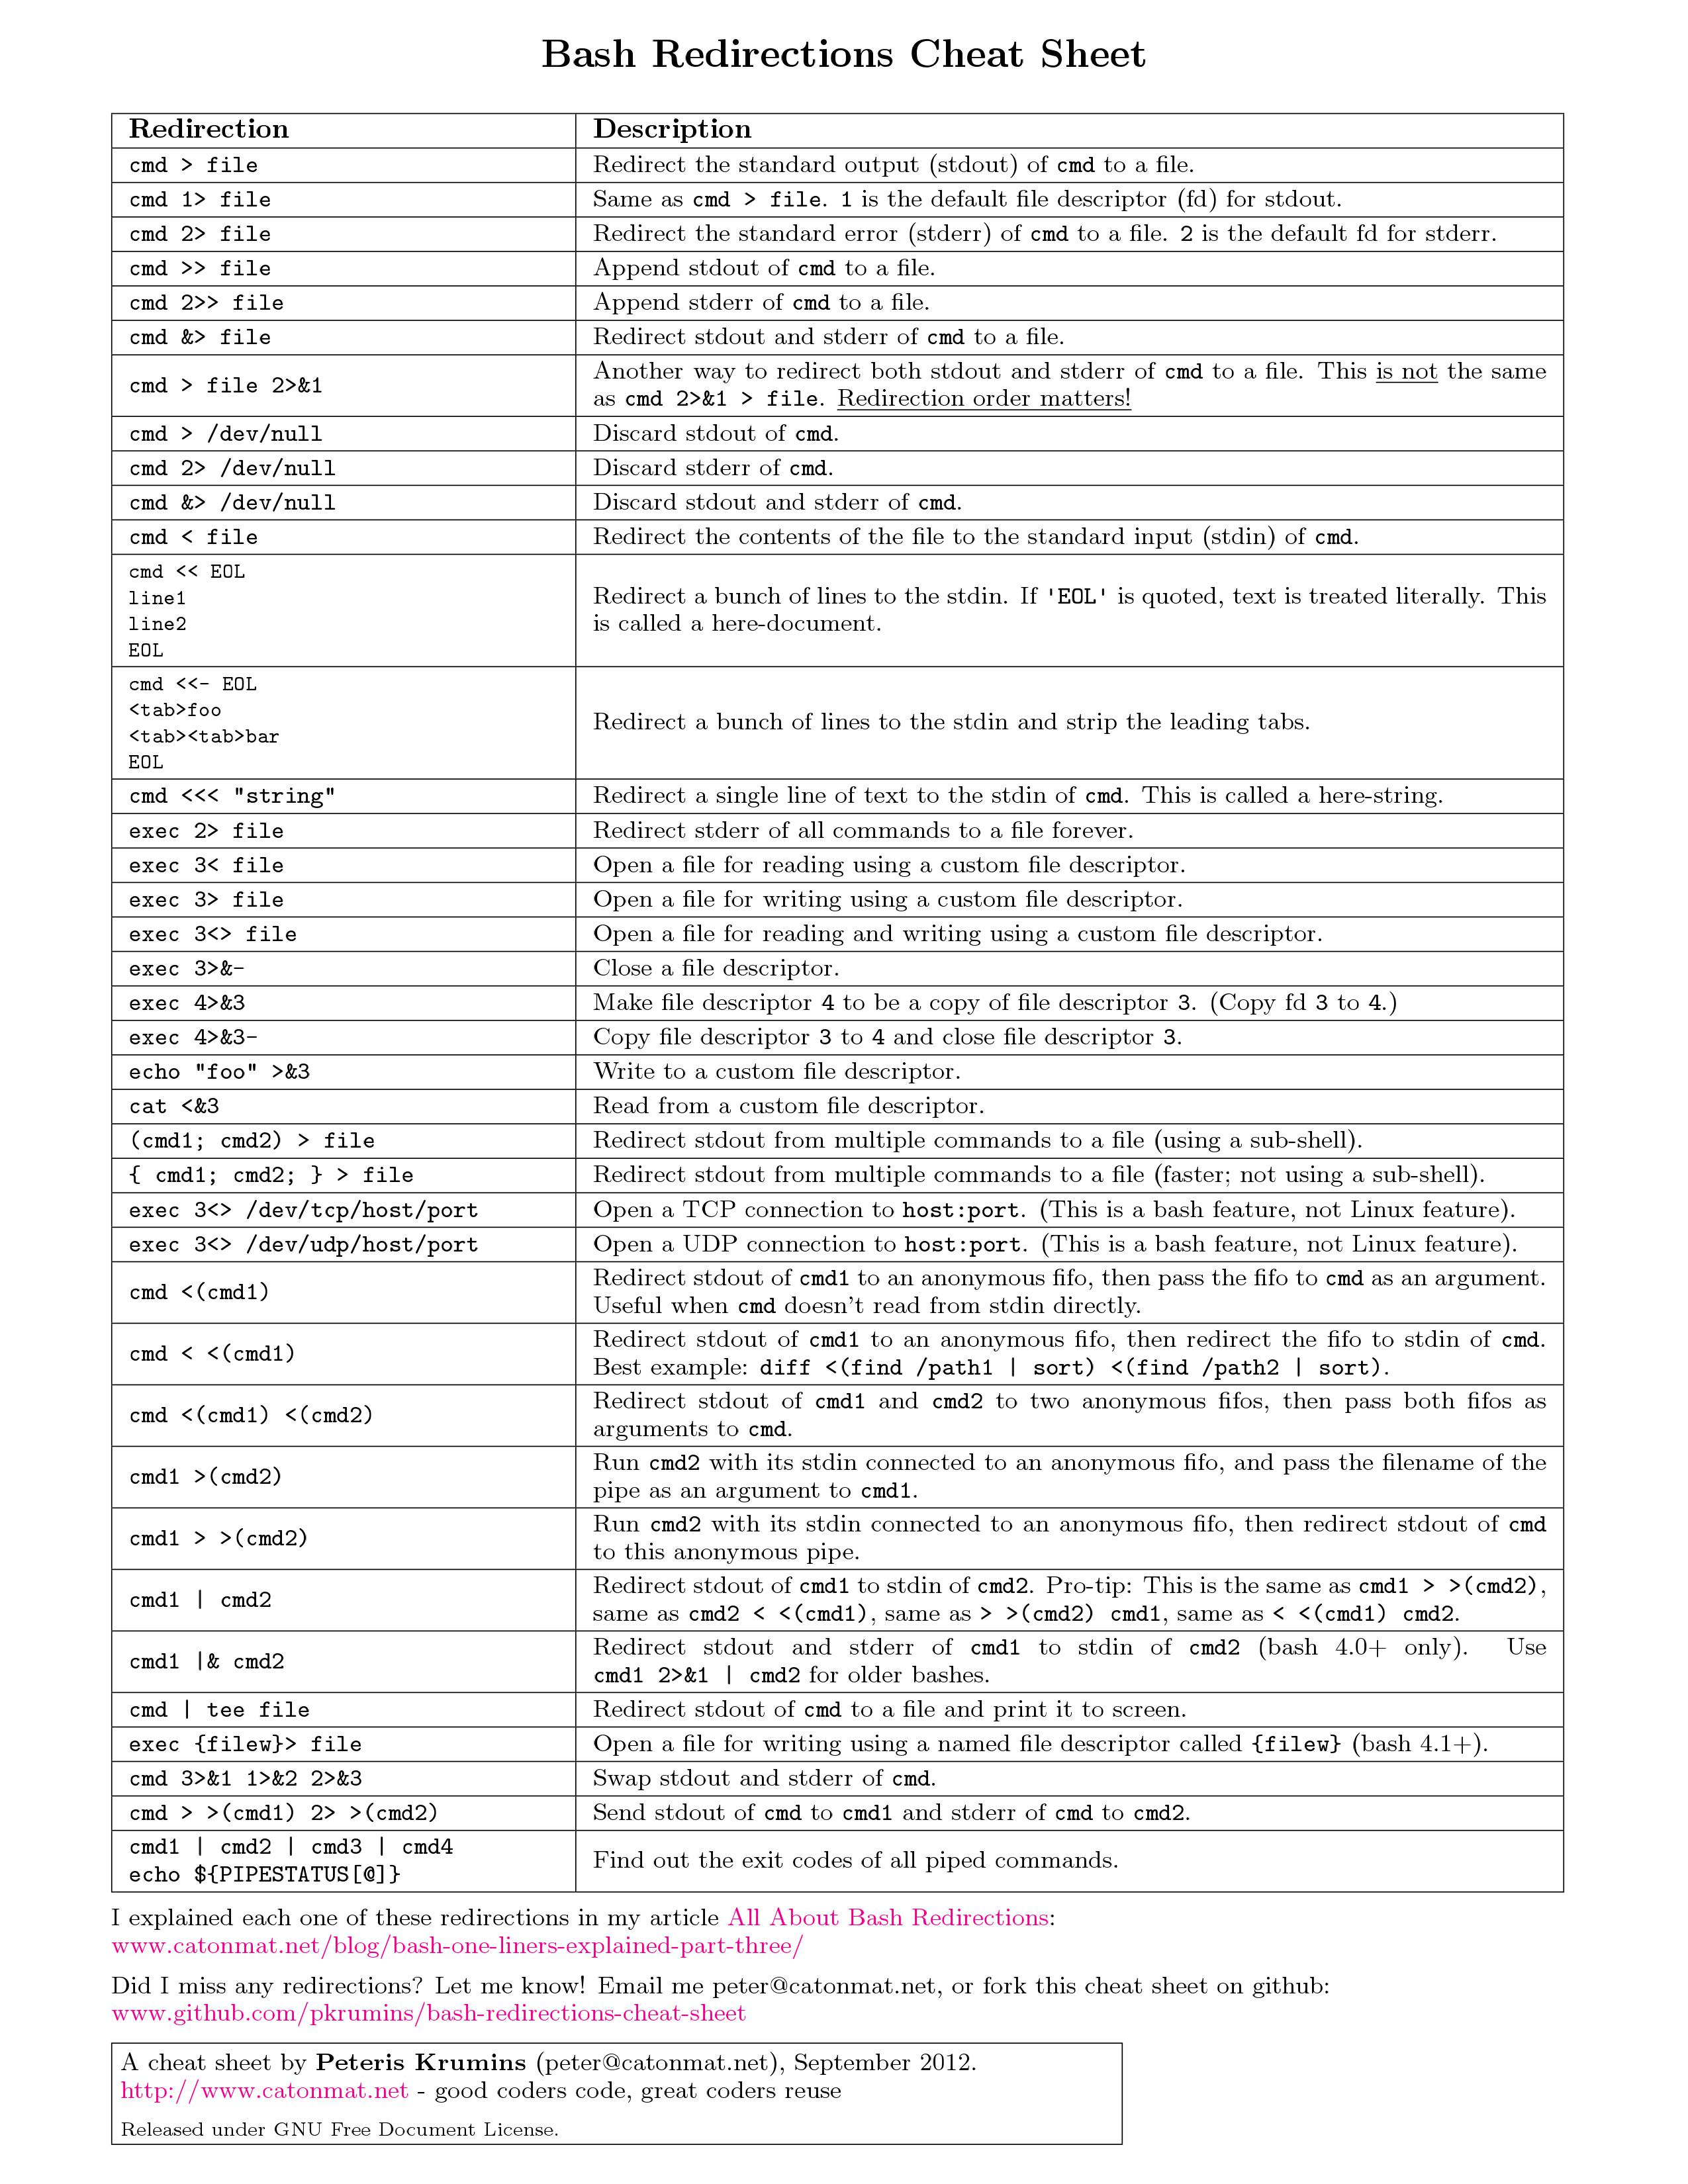 Bash Redirections Cheat Sheet
Redirection Description
cmd > file Redirect the standard output (stdout) of cmd to a file.
cmd 1> file Same as cmd > file. 1 is the default file descriptor (fd) for stdout.
cmd 2> file Redirect the standard error (stderr) of cmd to a file. 2 is the default fd for stderr.
cmd >> file Append stdout of cmd to a file.
cmd 2>> file Append stderr of cmd to a file.
cmd &> file Redirect stdout and stderr of cmd to a file.
cmd > file 2>&1 Another way to redirect both stdout and stderr of cmd to a file. This is not the same
as cmd 2>&1 > file. Redirection order matters!
cmd > /dev/null Discard stdout of cmd.
cmd 2> /dev/null Discard stderr of cmd.
cmd &> /dev/null Discard stdout and stderr of cmd.
cmd < file Redirect the contents of the file to the standard input (stdin) of cmd.
cmd << EOL
line1
line2
EOL
Redirect a bunch of lines to the stdin. If 'EOL' is quoted, text is treated literally. This
is called a here-document.
cmd <<- EOL
<tab>foo
<tab><tab>bar
EOL
Redirect a bunch of lines to the stdin and strip the leading tabs.
cmd <<< "string" Redirect a single line of text to the stdin of cmd. This is called a here-string.
exec 2> file Redirect stderr of all commands to a file forever.
exec 3< file Open a file for reading using a custom file descriptor.
exec 3> file Open a file for writing using a custom file descriptor.
exec 3<> file Open a file for reading and writing using a custom file descriptor.
exec 3>&- Close a file descriptor.
exec 4>&3 Make file descriptor 4 to be a copy of file descriptor 3. (Copy fd 3 to 4.)
exec 4>&3- Copy file descriptor 3 to 4 and close file descriptor 3.
echo "foo" >&3 Write to a custom file descriptor.
cat <&3 Read from a custom file descriptor.
(cmd1; cmd2) > file Redirect stdout from multiple commands to a file (using a sub-shell).
{ cmd1; cmd2; } > file Redirect stdout from multiple commands to a file (faster; not using a sub-shell).
exec 3<> /dev/tcp/host/port Open a TCP connection to host:port. (This is a bash feature, not Linux feature).
exec 3<> /dev/udp/host/port Open a UDP connection to host:port. (This is a bash feature, not Linux feature).
cmd <(cmd1) Redirect stdout of cmd1 to an anonymous fifo, then pass the fifo to cmd as an argument.
Useful when cmd doesn't read from stdin directly.
cmd < <(cmd1) Redirect stdout of cmd1 to an anonymous fifo, then redirect the fifo to stdin of cmd.
Best example: diff <(find /path1 | sort) <(find /path2 | sort).
cmd <(cmd1) <(cmd2) Redirect stdout of cmd1 and cmd2 to two anonymous fifos, then pass both fifos as
arguments to cmd.
cmd1 >(cmd2) Run cmd2 with its stdin connected to an anonymous fifo, and pass the filename of the
pipe as an argument to cmd1.
cmd1 > >(cmd2) Run cmd2 with its stdin connected to an anonymous fifo, then redirect stdout of cmd
to this anonymous pipe.
cmd1 | cmd2 Redirect stdout of cmd1 to stdin of cmd2. Pro-tip: This is the same as cmd1 > >(cmd2),
same as cmd2 < <(cmd1), same as > >(cmd2) cmd1, same as < <(cmd1) cmd2.
cmd1 |& cmd2 Redirect stdout and stderr of cmd1 to stdin of cmd2 (bash 4.0+ only). Use
cmd1 2>&1 | cmd2 for older bashes.
cmd | tee file Redirect stdout of cmd to a file and print it to screen.
exec {filew}> file Open a file for writing using a named file descriptor called {filew} (bash 4.1+).
cmd 3>&1 1>&2 2>&3 Swap stdout and stderr of cmd.
cmd > >(cmd1) 2> >(cmd2) Send stdout of cmd to cmd1 and stderr of cmd to cmd2.
cmd1 | cmd2 | cmd3 | cmd4
echo ${PIPESTATUS[@]}
Find out the exit codes of all piped commands.
I explained each one of these redirections in my article All About Bash Redirections:
www.catonmat.net/blog/bash-one-liners-explained-part-three/
Did I miss any redirections? Let me know! Email me peter@catonmat.net, or fork this cheat sheet on github:
www.github.com/pkrumins/bash-redirections-cheat-sheet
A cheat sheet by Peteris Krumins (peter@catonmat.net), September 2012.
http://www.catonmat.net - good coders code, great coders reuse
Released under GNU Free Document License.